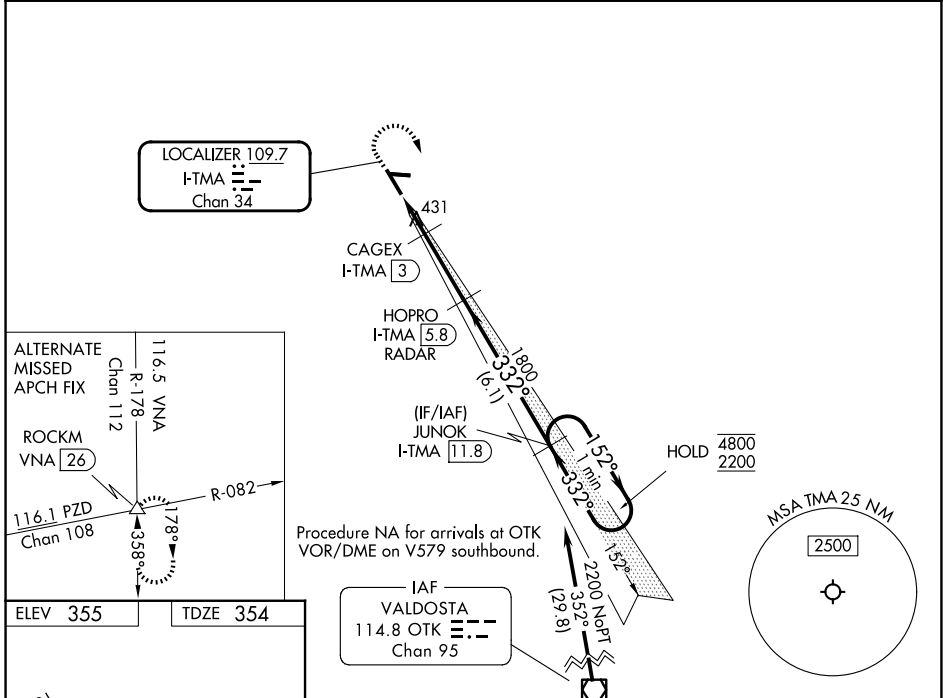 LOCALIZER 109.7
I-TMA
Chan 34
431
CAGEX
I-TMA 3
HOPRO
I-TMA 5.8
RADAR
1800
332°
(6.1)
(IF/IAF)
JUNOK
I-TMA 11.8
152°
1 min
332°
HOLD 4800
2200
152°
MSA TMA 25 NM
2500
ALTERNATE
MISSED
APCH FIX
116.5 VNA
R-178
Chan 112
ROCKM
VNA 26
R-082
116.1 PZD
Chan 108
178°
358°
Procedure NA for arrivals at OTK
VOR/DME on V579 southbound.
2200 NoPT
352°
(29.8)
IAF
VALDOSTA
114.8 OTK
Chan 95
ELEV 355
TDZE 354